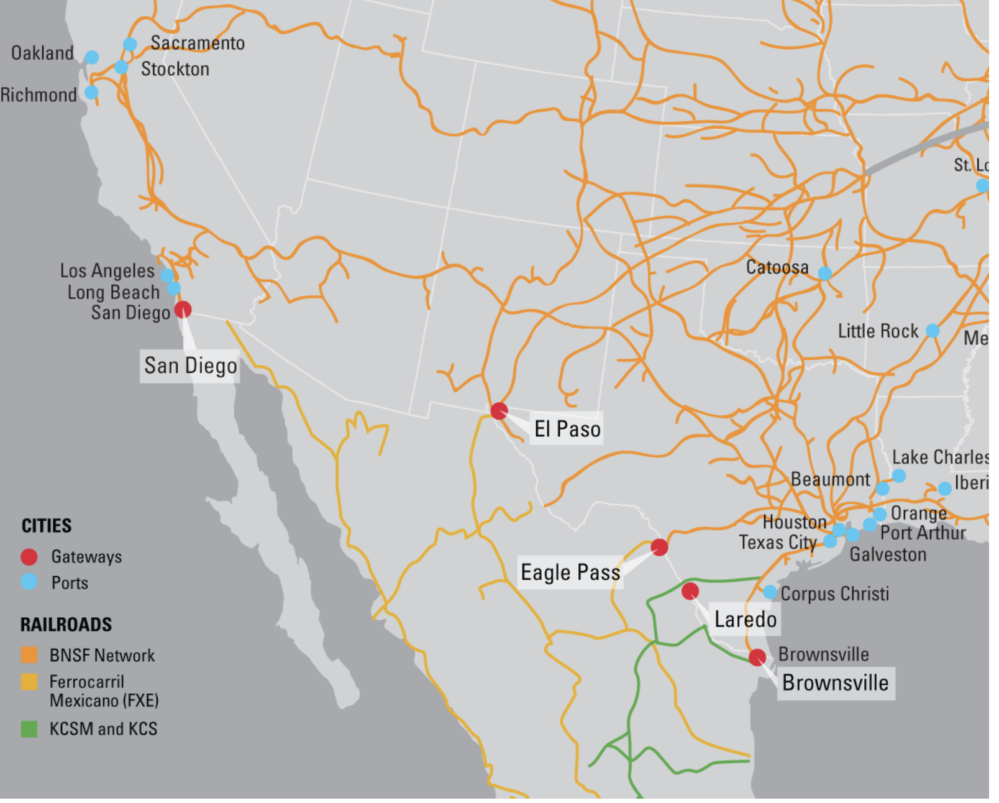 Sacramento
Oakland
Stockton
Richmond
St. Lo
Los Angeles
Catoosa
Long Beach
San Diego
Little Rock
Me
San Diego
El Paso
Lake Charles
Beaumont
Iberi
Orange
Houston
Port Arthur
Texas City
Galveston
Eagle Pass
Corpus Christi
Laredo
Brownsville
Brownsville
CITIES
Gateways
Ports
RAILROADS
BNSF Network
Ferrocarril
Mexicano (FXE)
KCSM and KCS